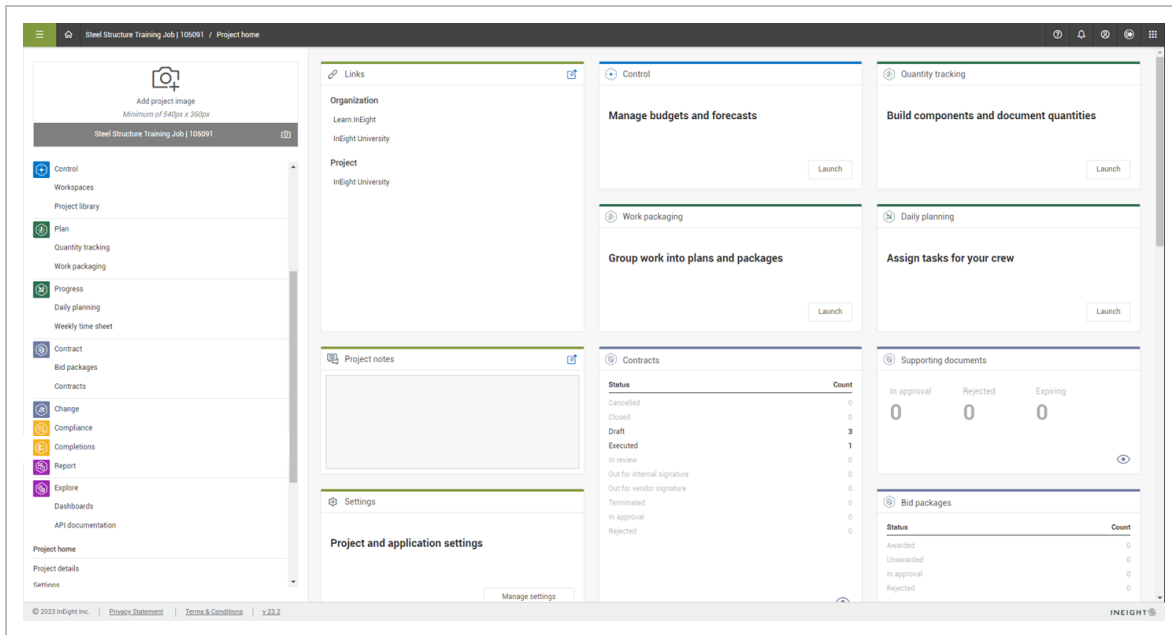 Steel Structure Training Job | 105091 / Project home
Add project image
Minimum of 540px x 360px
Steel Structure Training Job | 105091
Control
Workspaces
Project library
Plan
Quantity tracking
Work packaging
Progress
Daily planning
Weekly time sheet
Contract
Bid packages
Contracts
Change
Compliance
Completions
Report
Explore
Dashboards
API documentation
Project home
Project details
Settings
Links
Organization
Learn.InEight
InEight University
Project
InEight University
Control
Manage budgets and forecasts
Launch
Quantity tracking
Build components and document quantities
Launch
Work packaging
Group work into plans and packages
Launch
Daily planning
Assign tasks for your crew
Launch
Project notes
Settings
Project and application settings
Manage settings
Contracts
Status Count
Cancelled 0
Closed 0
Draft 3
Executed 1
In review 0
Out for internal signature 0
Out for vendor signature 0
Terminated 0
In approval 0
Rejected 0
Supporting documents
In approval Rejected Expiring
0 0 0
Bid packages
Status Count
Awarded 0
Unawarded 0
In approval 0
Rejected 0
© 2023 InEight Inc. | Privacy Statement | Terms & Conditions | v 23.2
INEIGHT